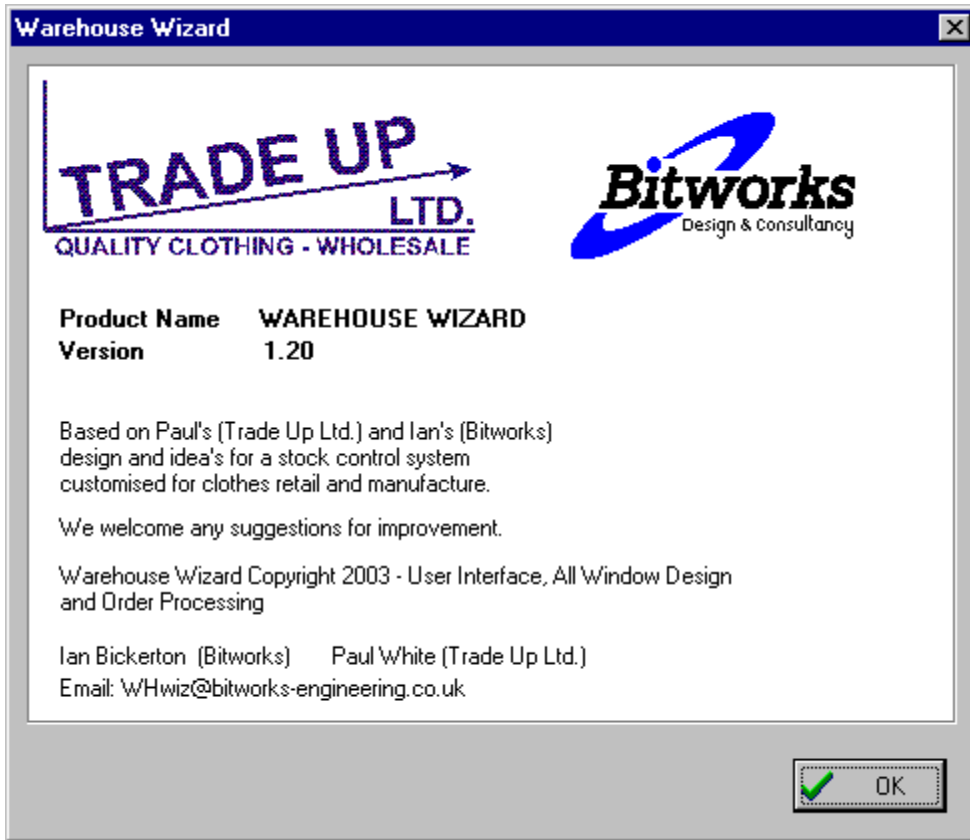 Warehouse Wizard
TRADE UP
LTD.
QUALITY CLOTHING - WHOLESALE
Bitworks
Design & Consultancy
Product Name WAREHOUSE WIZARD
Version 1.20
Based on Paul's (Trade Up Ltd.) and Ian's (Bitworks)
design and idea's for a stock control system
customised for clothes retail and manufacture.
We welcome any suggestions for improvement.
Warehouse Wizard Copyright 2003 - User Interface, All Window Design
and Order Processing
Ian Bickerton (Bitworks) Paul White (Trade Up Ltd.)
Email: WHwiz@bitworks-engineering.co.uk
OK